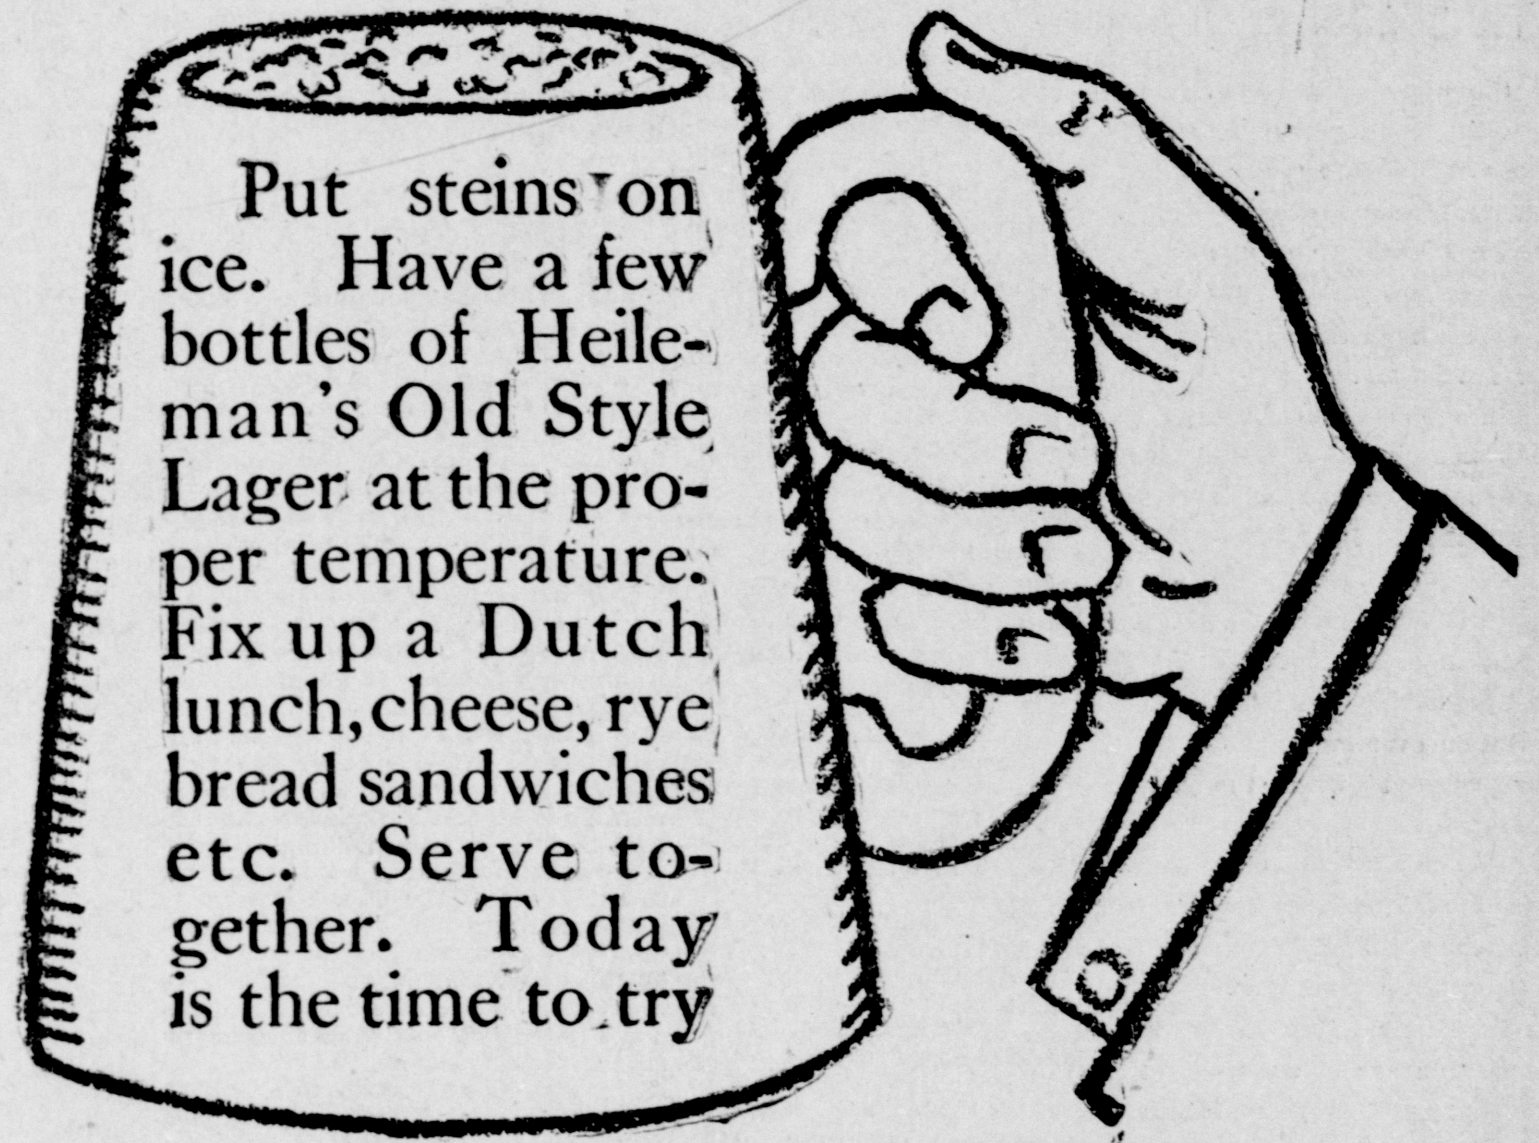 Put steins on
ice. Have a few
bottles of Heile-
man's Old Style
Lager at the pro-
per temperature.
Fix up a Dutch
lunch, cheese, rye
bread sandwiches
etc. Serve to-
gether. Today
is the time to try